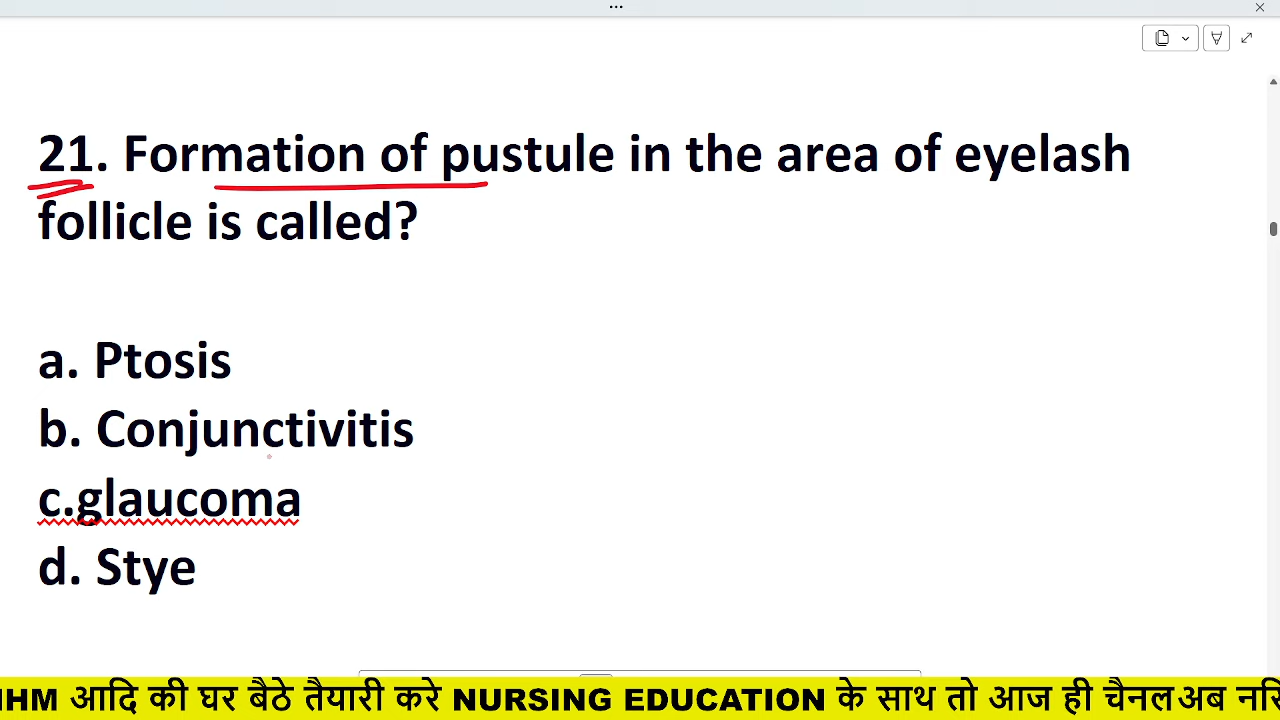 21. Formation of pustule in the area of eyelash
follicle is called?
a. Ptosis
b. Conjunctivitis
c.glaucoma
d. Stye
आदि की घर बैठे तैयारी करे NURSING EDUCATION के साथ तो आज ही चैनल अब